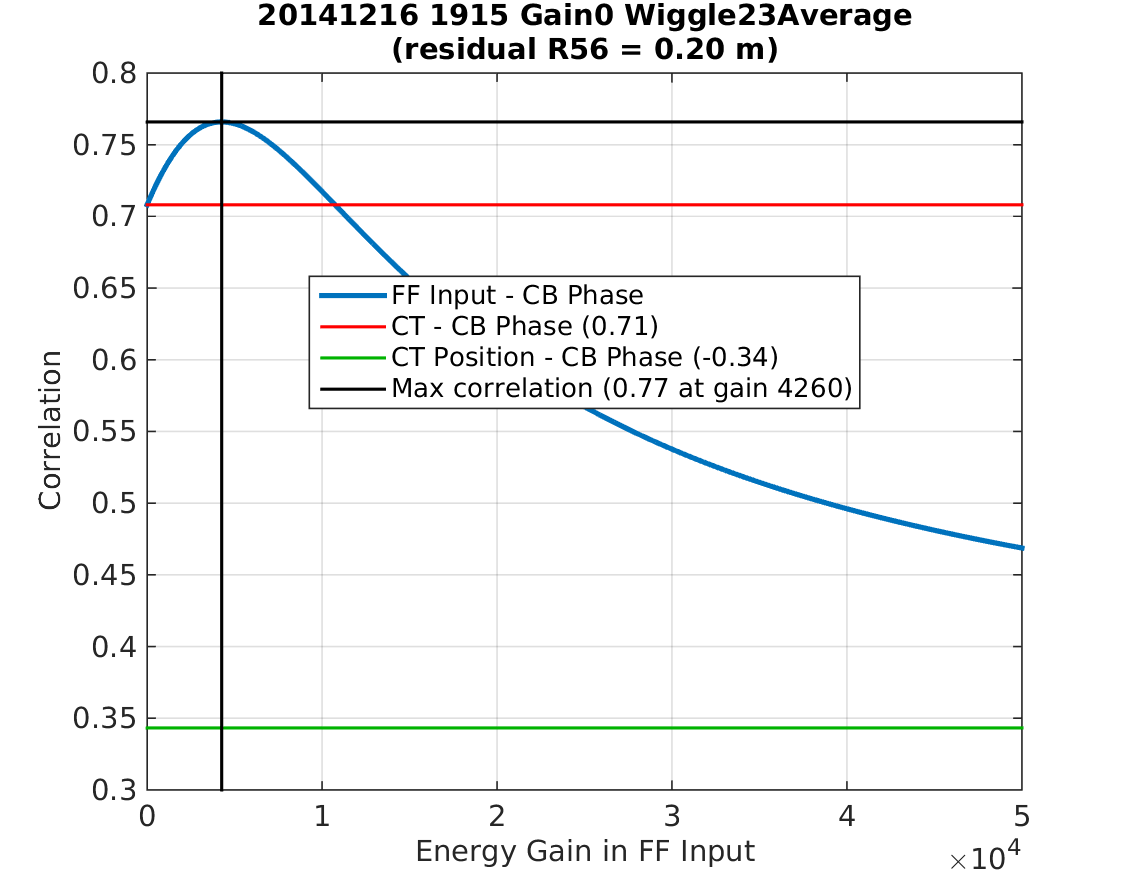 20141216 1915 Gain0 Wiggle23Average
(residual R56 = 0.20 m)
0.8
0.75
0.7
0.65
0.6
0.55
0.5
0.45
0.4
0.35
0.3
Correlation
FF Input - CB Phase
CT - CB Phase (0.71)
CT Position - CB Phase (-0.34)
Max correlation (0.77 at gain 4260)
0 1 2 3 4 5
Energy Gain in FF Input
×10⁴